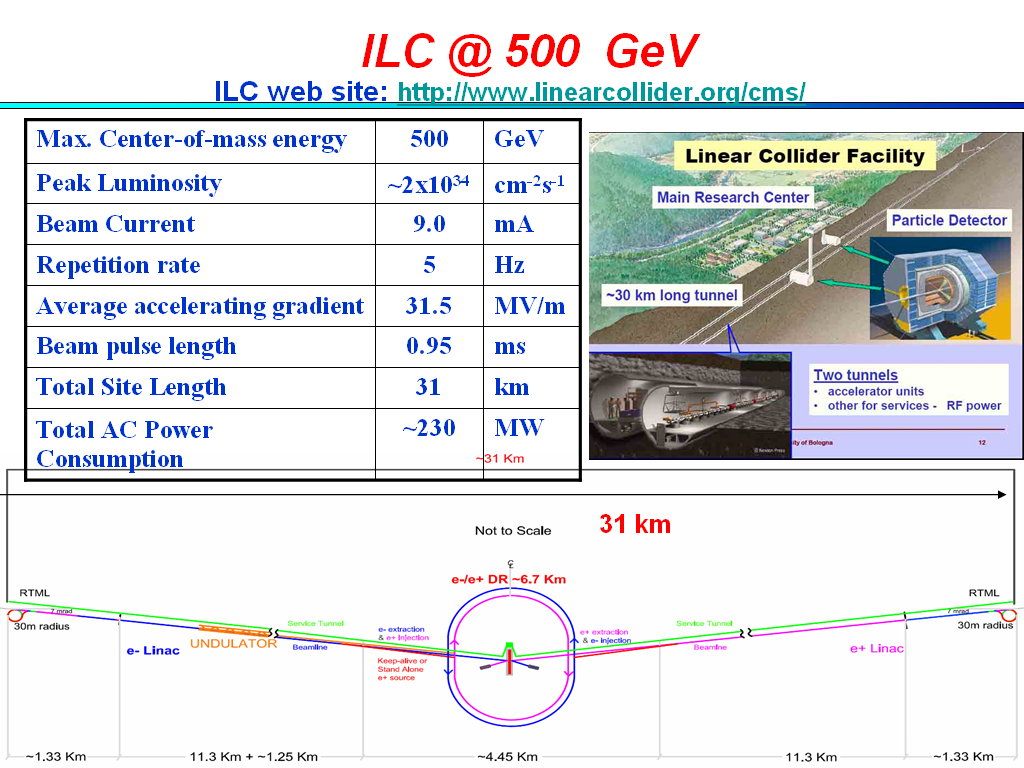 ILC @ 500 GeV
ILC web site: http://www.linearcollider.org/cms/
Max. Center-of-mass energy 500 GeV
Peak Luminosity ~2x10³⁴ cm⁻²s⁻¹
Beam Current 9.0 mA
Repetition rate 5 Hz
Average accelerating gradient 31.5 MV/m
Beam pulse length 0.95 ms
Total Site Length 31 km
Total AC Power
Consumption ~230 MW
Linear Collider Facility
Main Research Center
Particle Detector
~30 km long tunnel
Two tunnels
• accelerator units
• other for services - RF power
ity of Bologna
12
~31 Km
31 km
Not to Scale
e-/e+ DR ~6.7 Km
RTML
7 mrad
30m radius
e- Linac
UNDULATOR
Service Tunnel
Beamline
e- extraction
& e+ injection
Keep-alive or
Stand Alone
e+ source
e+ extraction
& e- injection
Service Tunnel
Beamline
e+ Linac
RTML
7 mrad
30m radius
~1.33 Km
11.3 Km + ~1.25 Km
~4.45 Km
11.3 Km
~1.33 Km